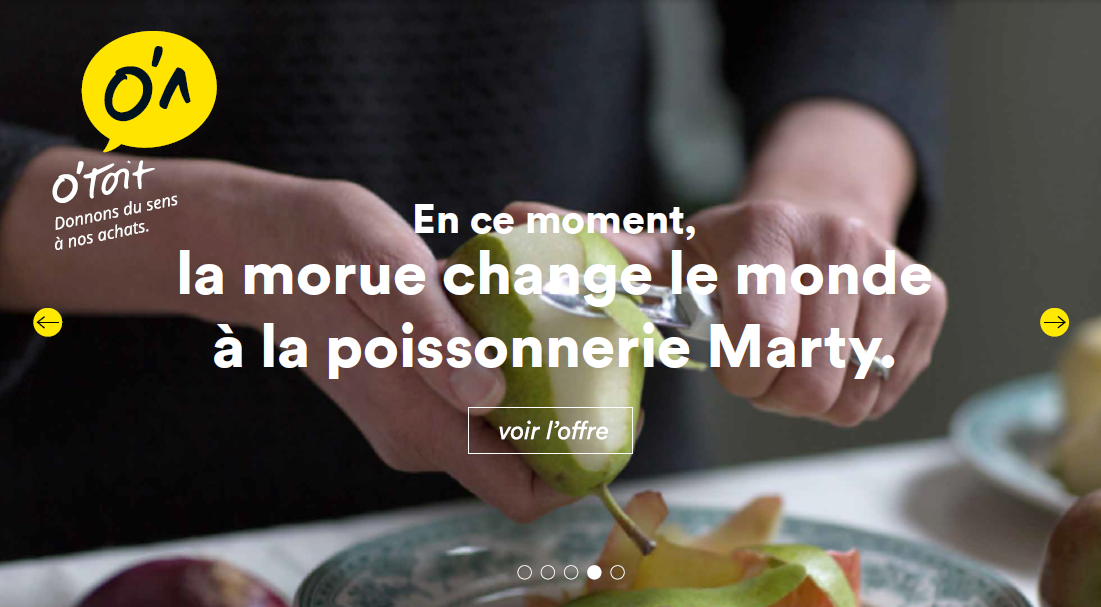 O'^
O'Toit
Donnons du sens
à nos achats.
En ce moment,
la morue change le monde
à la poissonnerie Marty.
voir l'offre